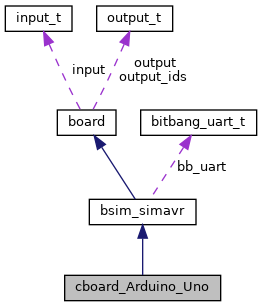 input_t
output_t
input
output
output_ids
board
bitbang_uart_t
bb_uart
bsim_simavr
cboard_Arduino_Uno